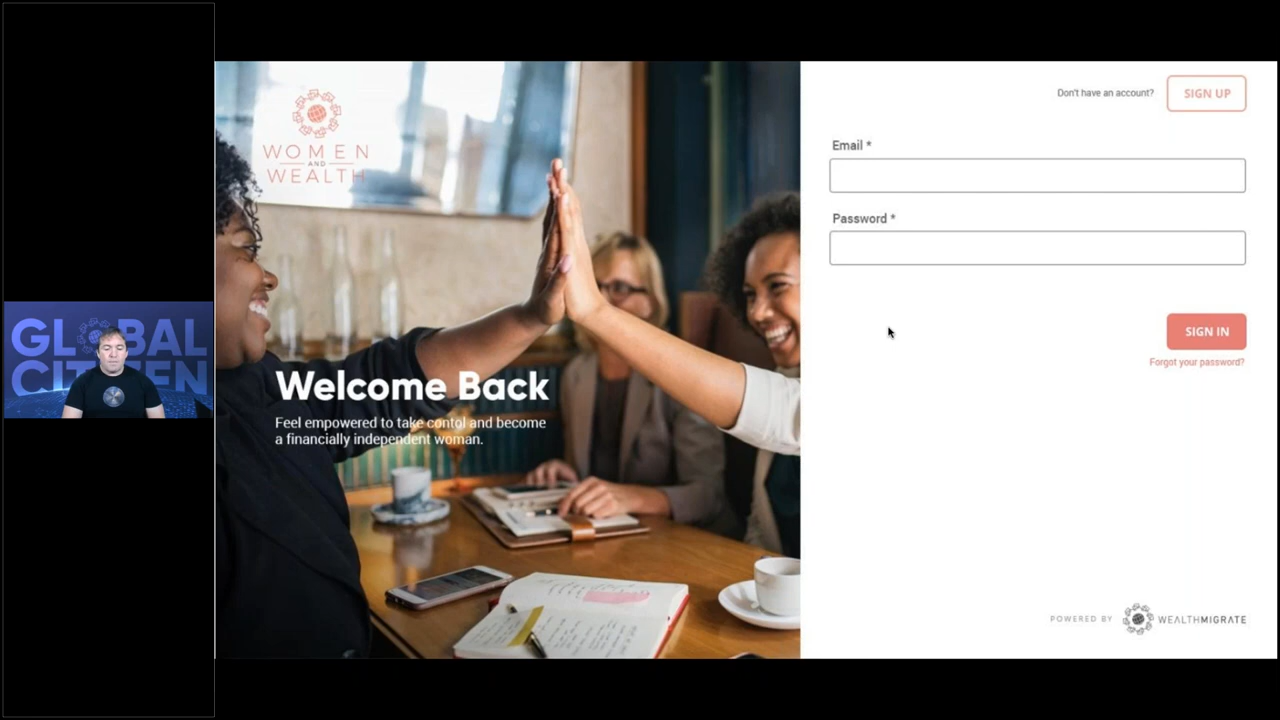 GLOBAL
CITIZEN
WOMEN
AND
WEALTH
Welcome Back
Feel empowered to take contol and become
a financially independent woman.
Don't have an account?
SIGN UP
Email *
Password *
SIGN IN
Forgot your password?
POWERED BY
WEALTHMIGRATE